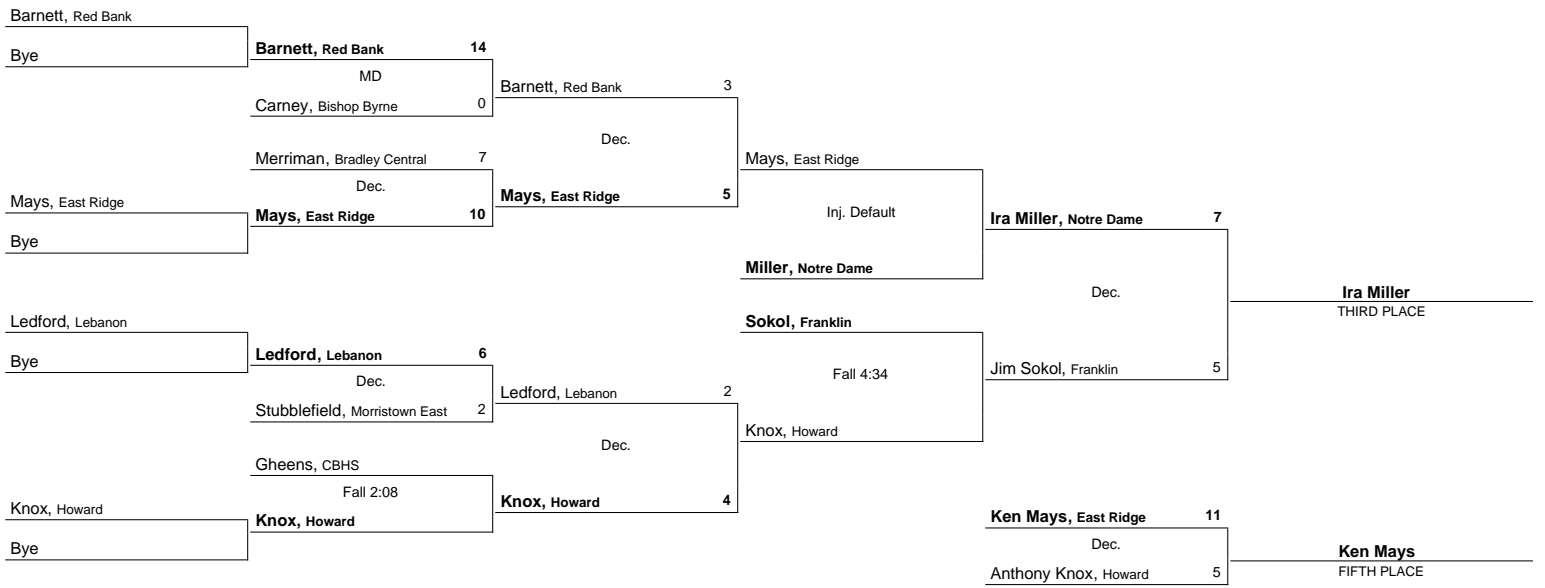 Barnett, Red Bank
Bye
Barnett, Red Bank 14
MD
Carney, Bishop Byrne 0
Merriman, Bradley Central 7
Dec.
Mays, East Ridge 10
Mays, East Ridge
Bye
Ledford, Lebanon
Bye
Ledford, Lebanon 6
Dec.
Stubblefield, Morristown East 2
Gheens, CBHS
Fall 2:08
Knox, Howard
Knox, Howard
Bye
Barnett, Red Bank 3
Dec.
Mays, East Ridge 5
Ledford, Lebanon 2
Dec.
Knox, Howard 4
Mays, East Ridge
Inj. Default
Miller, Notre Dame
Sokol, Franklin
Fall 4:34
Knox, Howard
Ira Miller, Notre Dame 7
Dec.
Jim Sokol, Franklin 5
Ira Miller
THIRD PLACE
Ken Mays, East Ridge 11
Dec.
Anthony Knox, Howard 5
Ken Mays
FIFTH PLACE